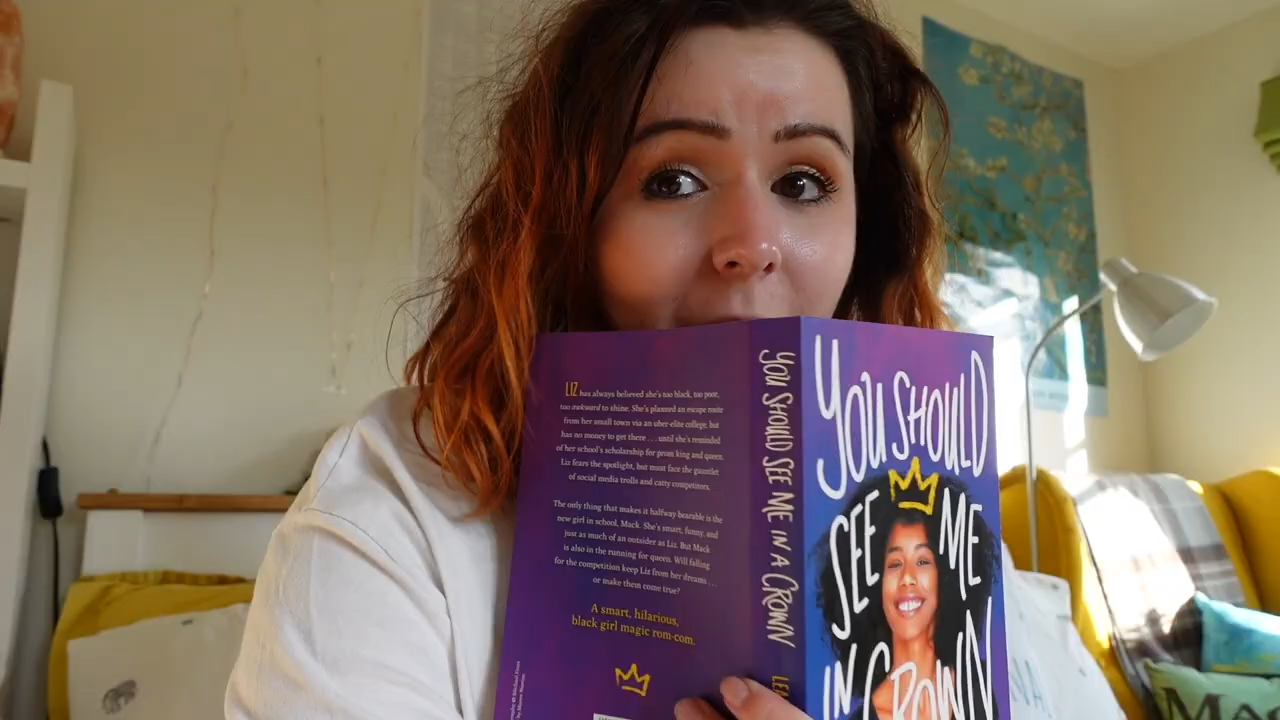 LIZ has always believed she's too black, too poor,
too awkward to shine. She's planned an escape route
from her small town via an uber-elite college, but
has no money to get there . . . until she's reminded
of her school's scholarship for prom king and queen.
Liz fears the spotlight, but must face the gauntlet
of social media trolls and catty competitors.
The only thing that makes it halfway bearable is the
new girl in school, Mack. She's smart, funny, and
just as much of an outsider as Liz. But Mack
is also in the running for queen. Will falling
for the competition keep Liz from her dreams . . .
or make them come true?
A smart, hilarious,
black girl magic rom-com.
YOU SHOULD SEE ME IN A CROWN
LEA
YOU SHOULD
SEE ME
IN CROWN